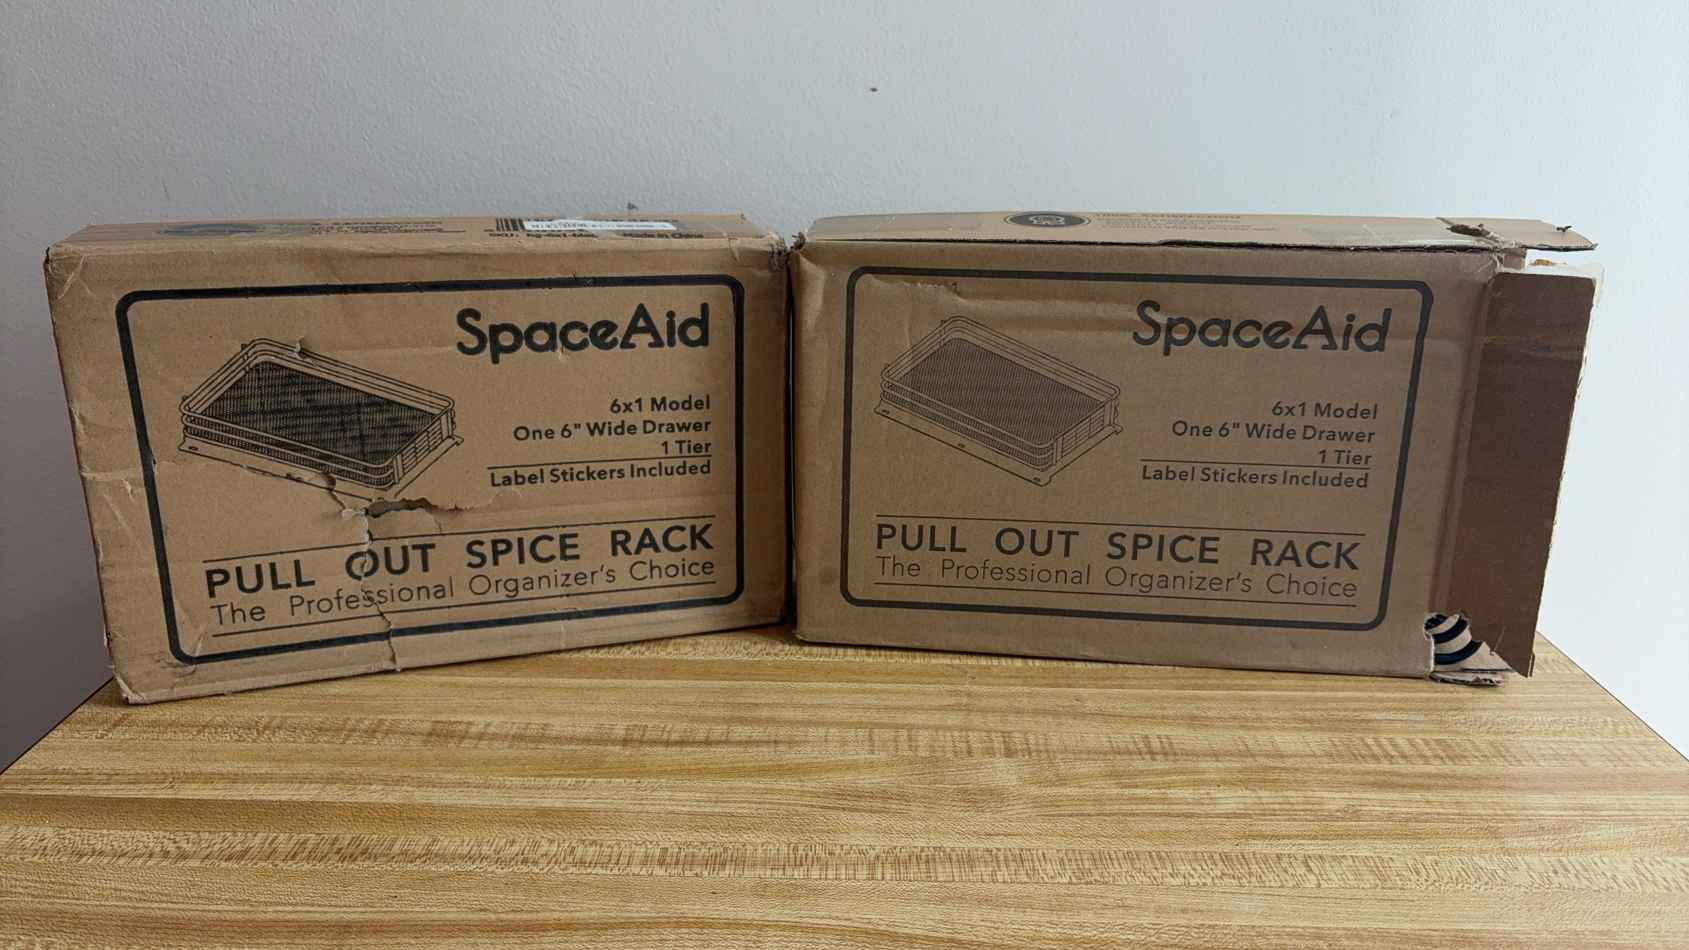 SpaceAid
6x1 Model
One 6" Wide Drawer
1 Tier
Label Stickers Included
PULL OUT SPICE RACK
The Professional Organizer's Choice
SpaceAid
6x1 Model
One 6" Wide Drawer
1 Tier
Label Stickers Included
PULL OUT SPICE RACK
The Professional Organizer's Choice